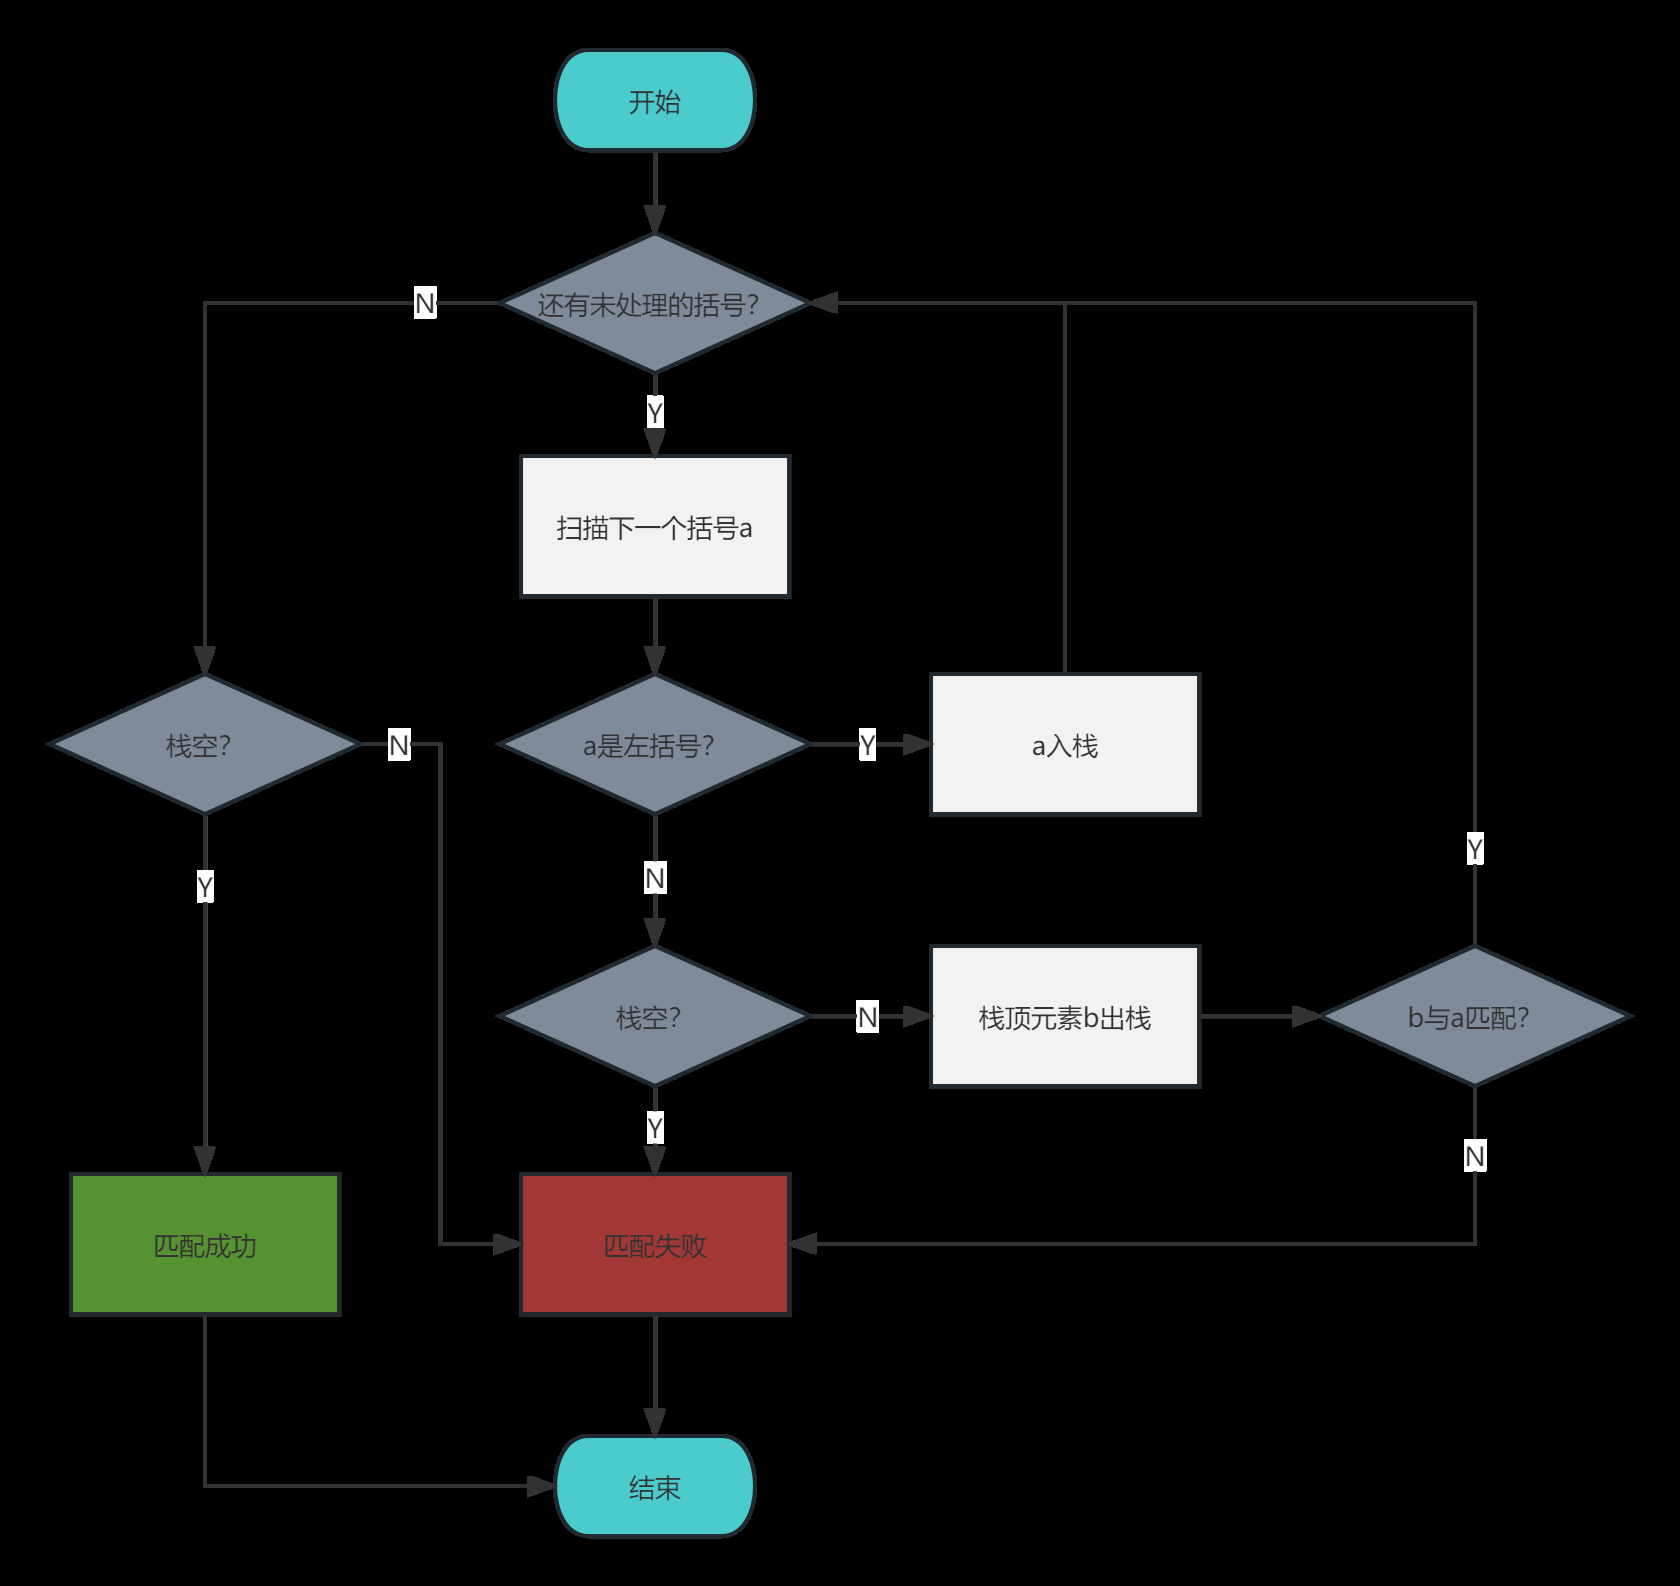 开始
N
还有未处理的括号?
Y
扫描下一个括号a
栈空?
N
a是左括号?
Y
a入栈
Y
N
Y
栈空?
N
栈顶元素b出栈
b与a匹配?
Y
N
匹配成功
匹配失败
结束